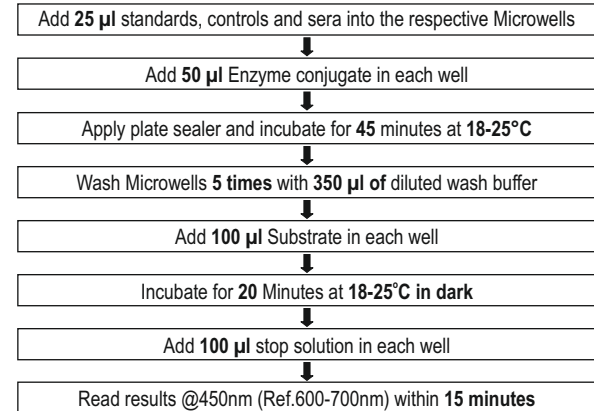 Add 25 µl standards, controls and sera into the respective Microwells
Add 50 µl Enzyme conjugate in each well
Apply plate sealer and incubate for 45 minutes at 18-25°C
Wash Microwells 5 times with 350 µl of diluted wash buffer
Add 100 µl Substrate in each well
Incubate for 20 Minutes at 18-25°C in dark
Add 100 µl stop solution in each well
Read results @450nm (Ref.600-700nm) within 15 minutes